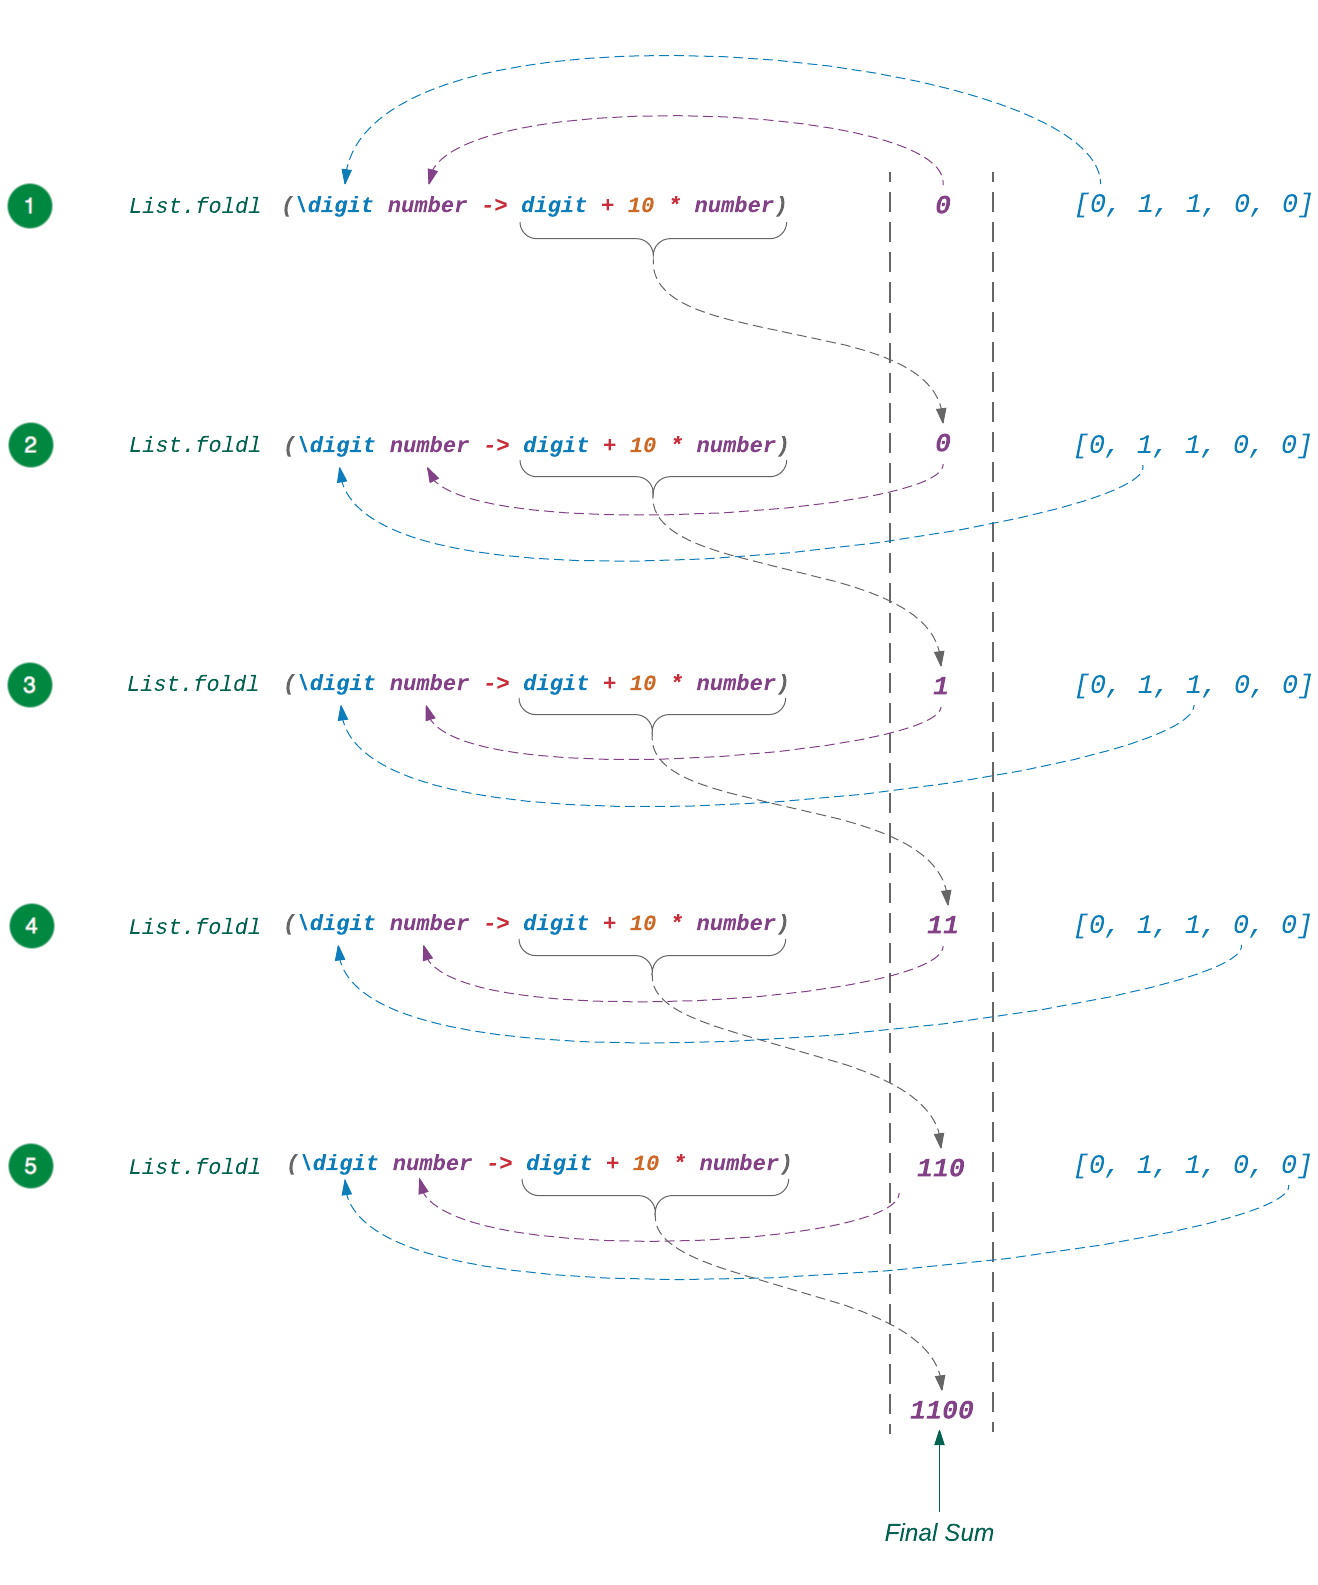 1 List.foldl (\digit number -> digit + 10 * number) 0 [0, 1, 1, 0, 0]
2 List.foldl (\digit number -> digit + 10 * number) 0 [0, 1, 1, 0, 0]
3 List.foldl (\digit number -> digit + 10 * number) 1 [0, 1, 1, 0, 0]
4 List.foldl (\digit number -> digit + 10 * number) 11 [0, 1, 1, 0, 0]
5 List.foldl (\digit number -> digit + 10 * number) 110 [0, 1, 1, 0, 0]
1100
Final Sum